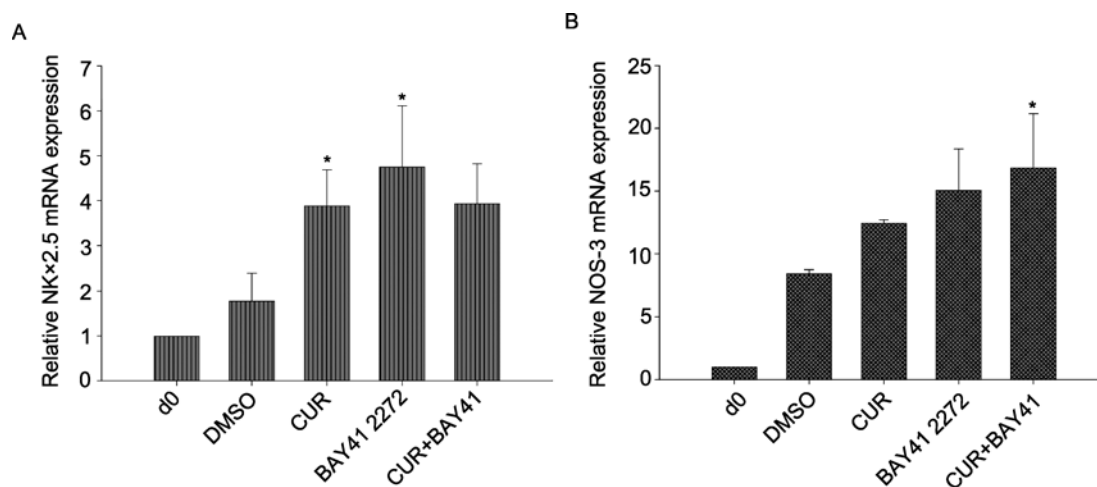 A
Relative NK×2.5 mRNA expression
7
6
5
4
3
2
1
0
*
*
d0
DMSO
CUR
BAY41 2272
CUR+BAY41
B
Relative NOS-3 mRNA expression
25
20
15
10
5
0
*
d0
DMSO
CUR
BAY41 2272
CUR+BAY41